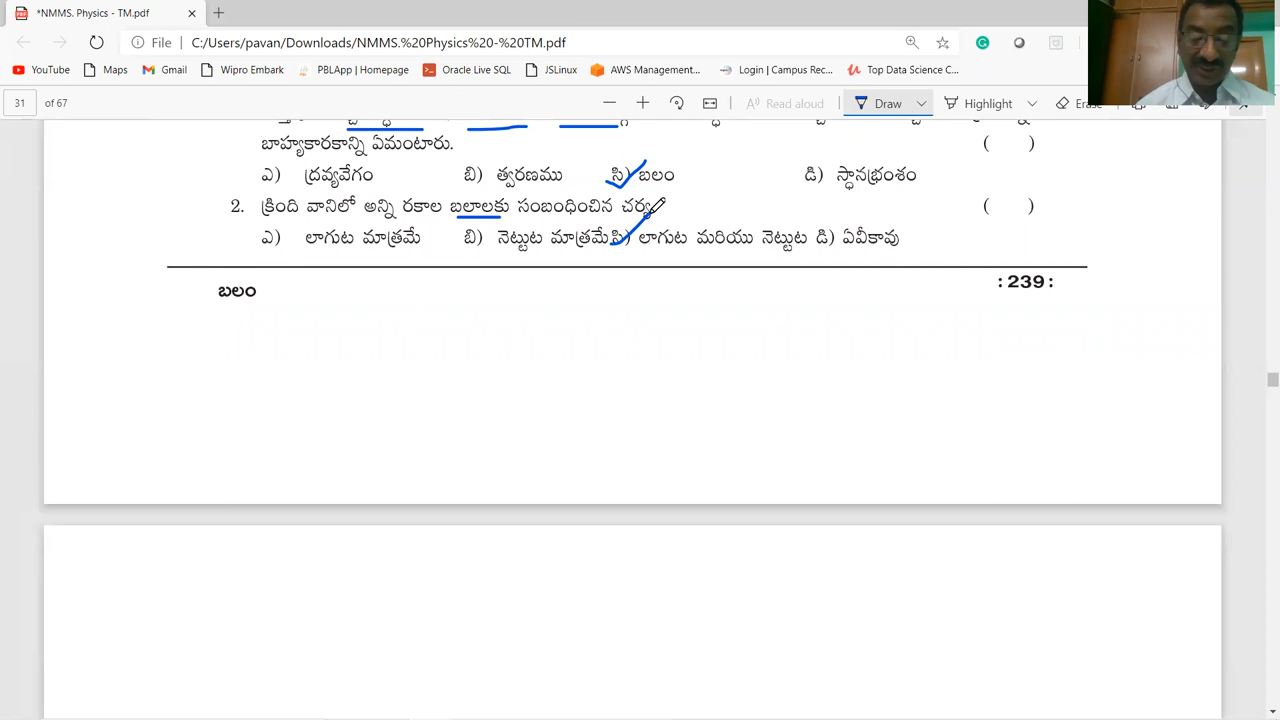 *NMMS. Physics - TM.pdf
File C:/Users/pavan/Downloads/NMMS.%20Physics%20-%20TM.pdf
YouTube Maps Gmail Wipro Embark PBLApp | Homepage Oracle Live SQL JSLinux AWS Management... Login | Campus Rec... Top Data Science C...
31 of 67 Read aloud Draw Highlight Erase
బాహ్యకారకాన్ని ఏమంటారు. ( )
ఎ) ద్రవ్యవేగం బి) త్వరణము సి) బలం డి) స్థానభ్రంశం
2. క్రింది వానిలో అన్ని రకాల బలాలకు సంబంధించిన చర్య ( )
ఎ) లాగుట మాత్రమే బి) నెట్టుట మాత్రమే సి) లాగుట మరియు నెట్టుట డి) ఏవీకావు
: 239 :
బలం